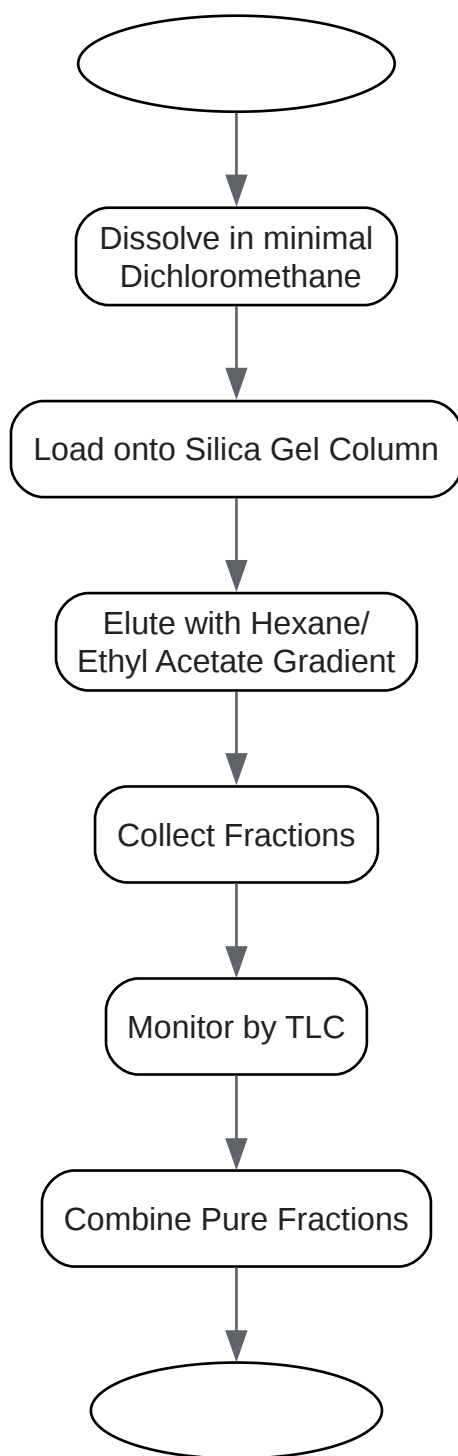 Dissolve in minimal
Dichloromethane
Load onto Silica Gel Column
Elute with Hexane/
Ethyl Acetate Gradient
Collect Fractions
Monitor by TLC
Combine Pure Fractions